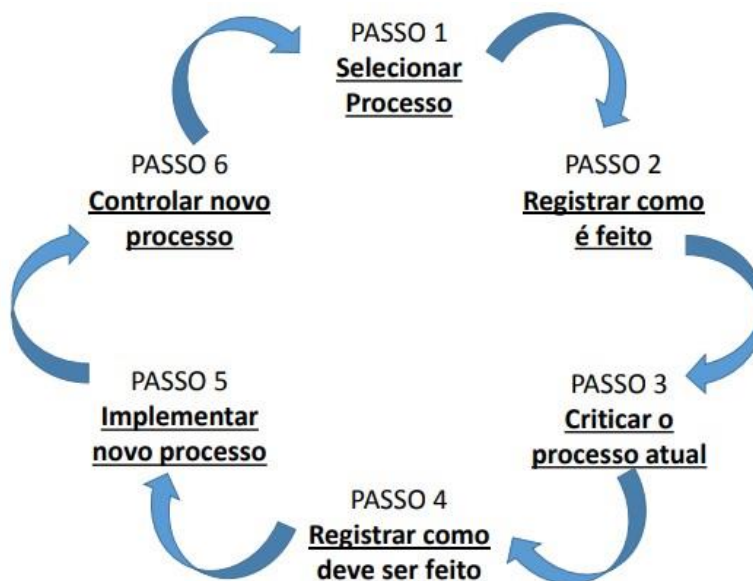 PASSO 1
Selecionar
Processo
PASSO 2
Registrar como
é feito
PASSO 3
Criticar o
processo atual
PASSO 4
Registrar como
deve ser feito
PASSO 5
Implementar
novo processo
PASSO 6
Controlar novo
processo